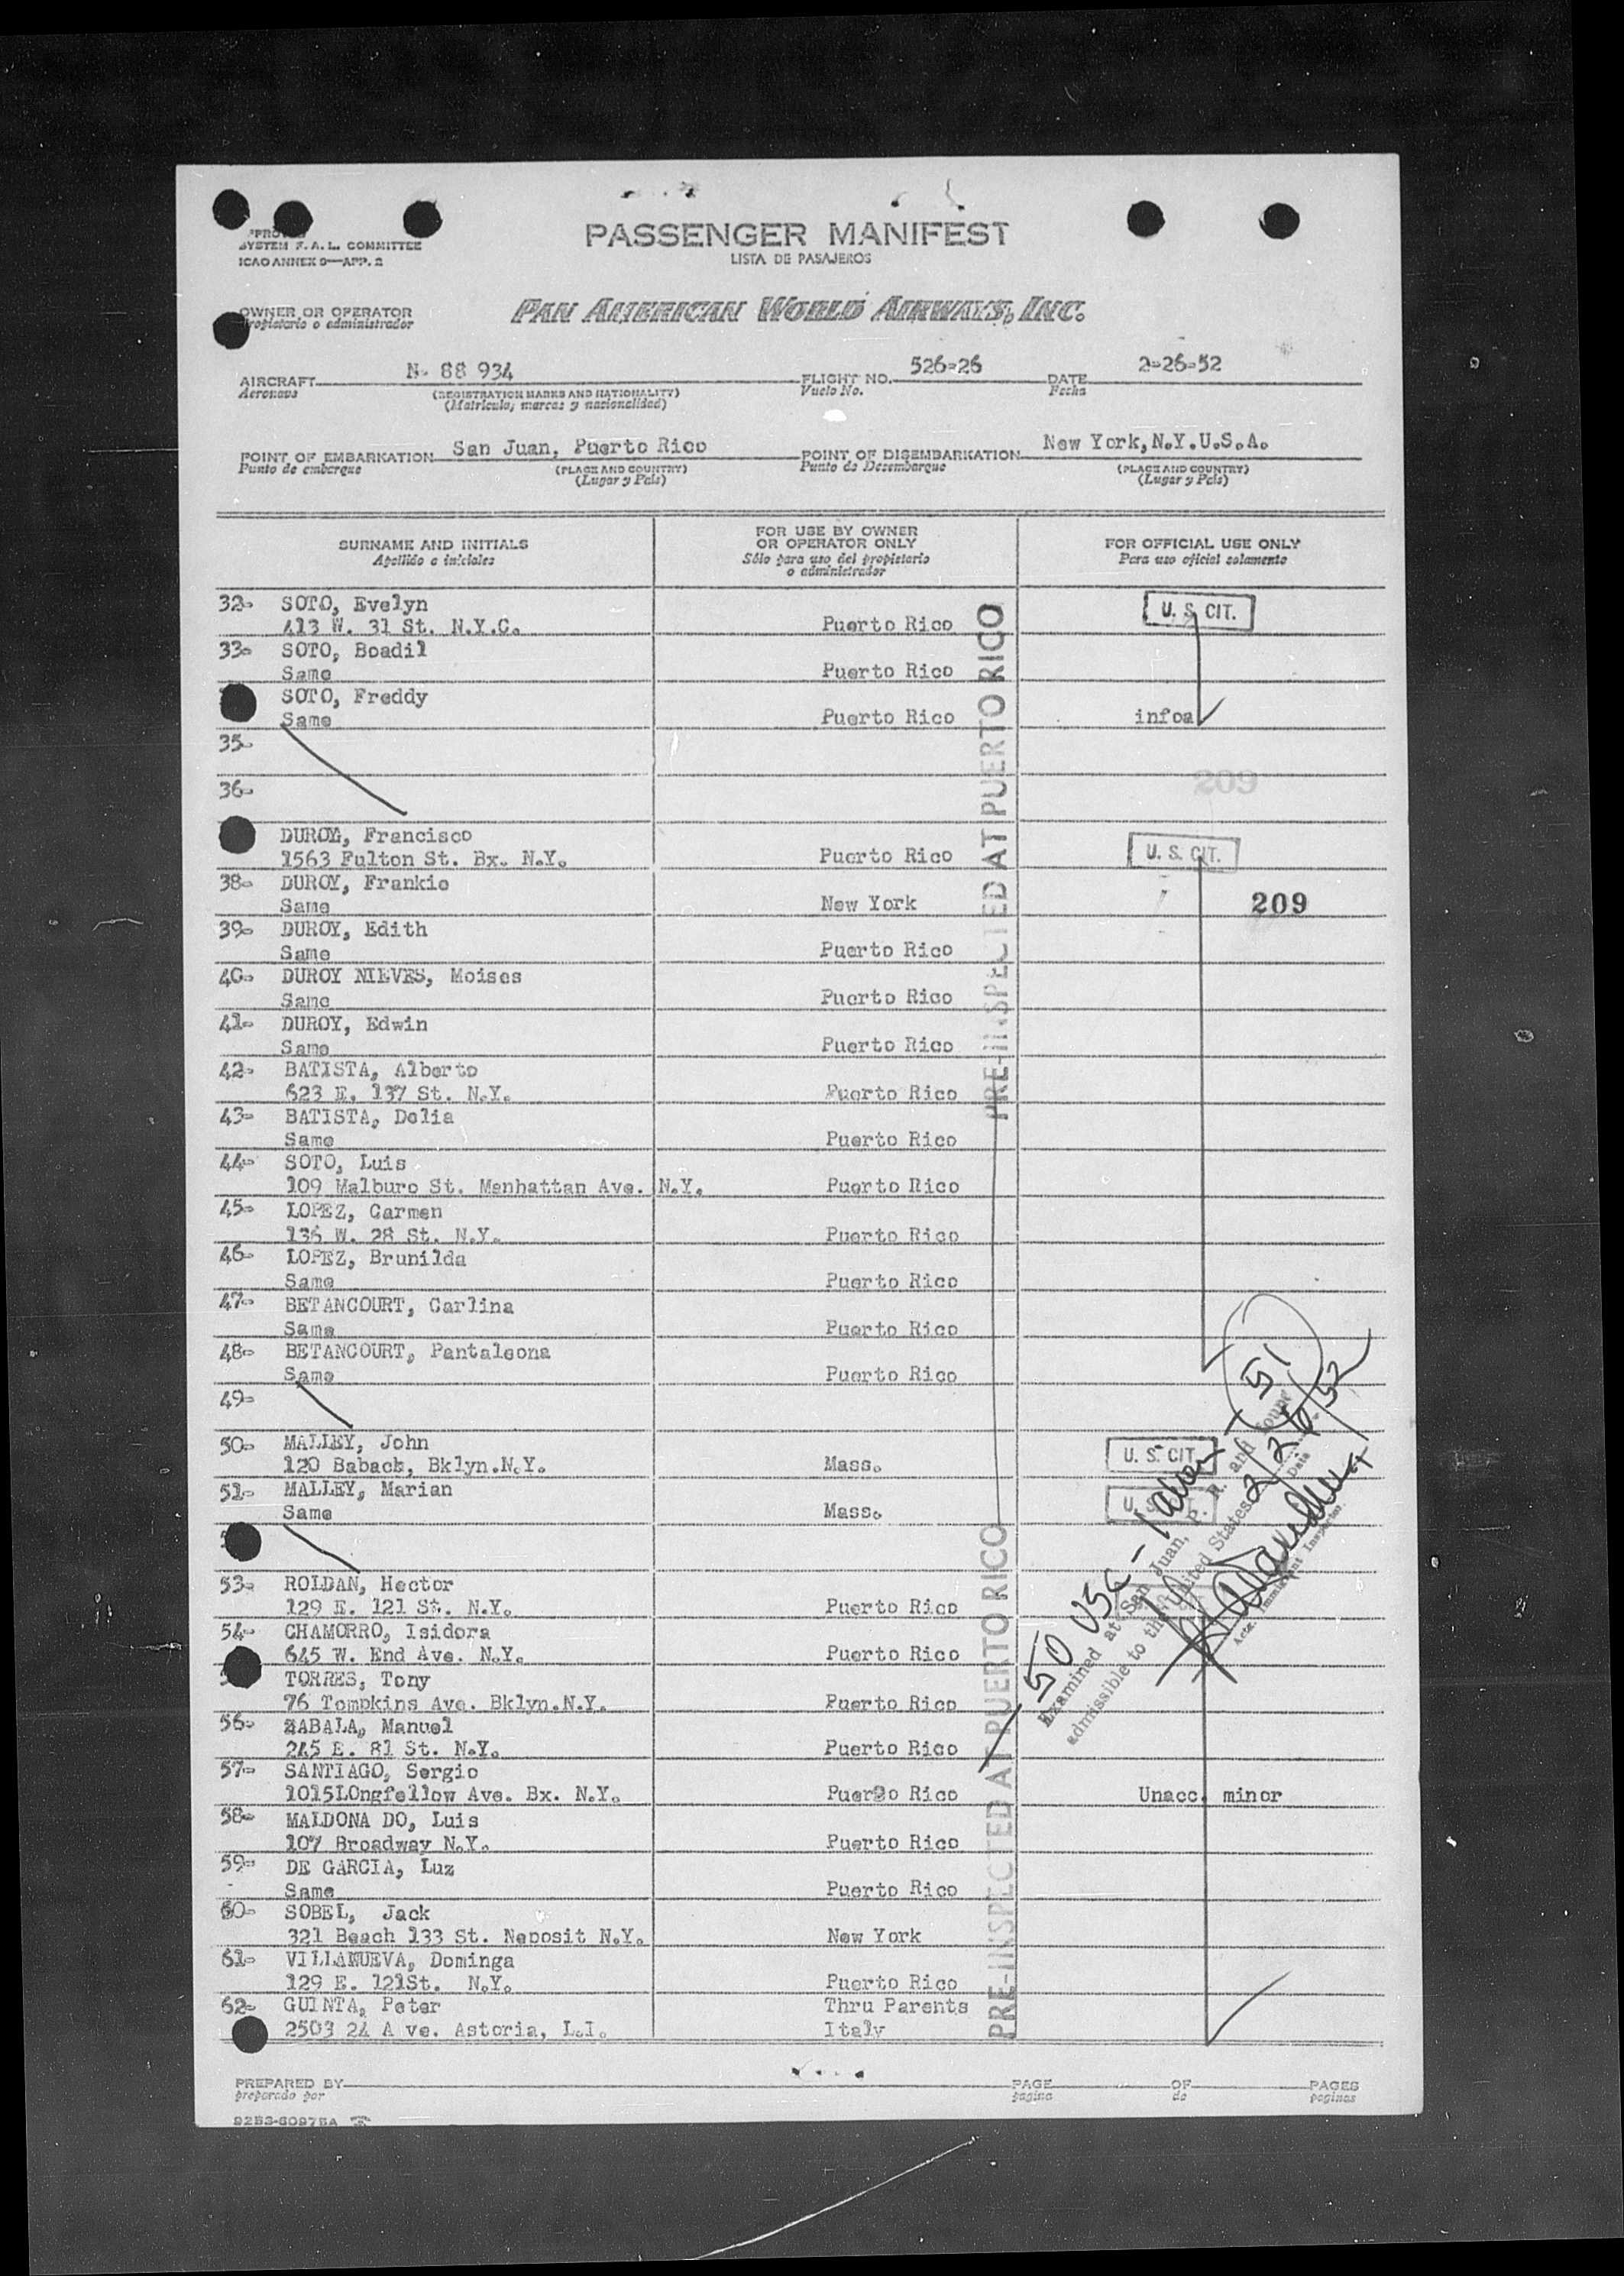 SYSTEM F. A. L. COMMITTEE
ICAO ANNEX 9—APP. 2
PASSENGER MANIFEST
LISTA DE PASAJEROS
OWNER OR OPERATOR
propietario o administrador
PAN AMERICAN WORLD AIRWAYS, INC.
AIRCRAFT N- 88 934 FLIGHT NO. 526-26 DATE 2-26-52
Aeronave (REGISTRATION MARKS AND NATIONALITY) Vuelo No. Fecha
(Matricula, marcas y nacionalidad)
POINT OF EMBARKATION San Juan, Puerto Rico POINT OF DISEMBARKATION New York,N.Y.U.S.A.
Punto de embarque (PLACE AND COUNTRY) Punto de Desembarque (PLACE AND COUNTRY)
(Lugar y País) (Lugar y País)
SURNAME AND INITIALS FOR USE BY OWNER OR OPERATOR ONLY FOR OFFICIAL USE ONLY
Apellido e iniciales Sólo para uso del propietario o administrador Para uso oficial solamente
32- SOTO, Evelyn U. S. CIT.
413 W. 31 St. N.Y.C. Puerto Rico
33- SOTO, Boadil
Same Puerto Rico
SOTO, Freddy
Same Puerto Rico infoa
35-
36- 209
DUROY, Francisco
1563 Fulton St. Bx. N.Y. Puerto Rico U. S. CIT.
38- DUROY, Frankie
Same New York 209
39- DUROY, Edith
Same Puerto Rico
40- DUROY NIEVES, Moises
Same Puerto Rico
41- DUROY, Edwin
Same Puerto Rico
42- BATISTA, Alberto
623 E. 137 St. N.Y. Puerto Rico
43- BATISTA, Delia
Same Puerto Rico
44- SOTO, Luis
109 Malburo St. Manhattan Ave. N.Y. Puerto Rico
45- LOPEZ, Carmen
136 W. 28 St. N.Y. Puerto Rico
46- LOPEZ, Brunilda
Same Puerto Rico
47- BETANCOURT, Carlina
Same Puerto Rico
48- BETANCOURT, Pantaleona
Same Puerto Rico
49-
50- MALLEY, John
120 Babach, Bklyn.N.Y. Mass. U. S. CIT.
51- MALLEY, Marian
Same Mass.
53- ROLDAN, Hector
129 E. 121 St. N.Y. Puerto Rico
54- CHAMORRO, Isidora
645 W. End Ave. N.Y. Puerto Rico
TORRES, Tony
76 Tompkins Ave. Bklyn.N.Y. Puerto Rico
56- ZABALA, Manuel
245 E. 81 St. N.Y. Puerto Rico
57- SANTIAGO, Sergio
1015LOngfellow Ave. Bx. N.Y. Puerto Rico Unacc. minor
58- MALDONA DO, Luis
107 Broadway N.Y. Puerto Rico
59- DE GARCIA, Luz
Same Puerto Rico
60- SOBEL, Jack
321 Beach 133 St. Neposit N.Y. New York
61- VILLANUEVA, Dominga
129 E. 121St. N.Y. Puerto Rico
62- GUINTA, Peter Thru Parents
2503 24 A ve. Astoria, L.I. Italy
PRE-INSPECTED AT PUERTO RICO
PRE-INSPECTED AT PUERTO RICO
50 USC - 1 51
Examined at San Juan, P. R. and found
admissible to the United States 2/26/52
Date
Immigrant Inspector.
PREPARED BY PAGE OF PAGES
preparado por pagina de paginas